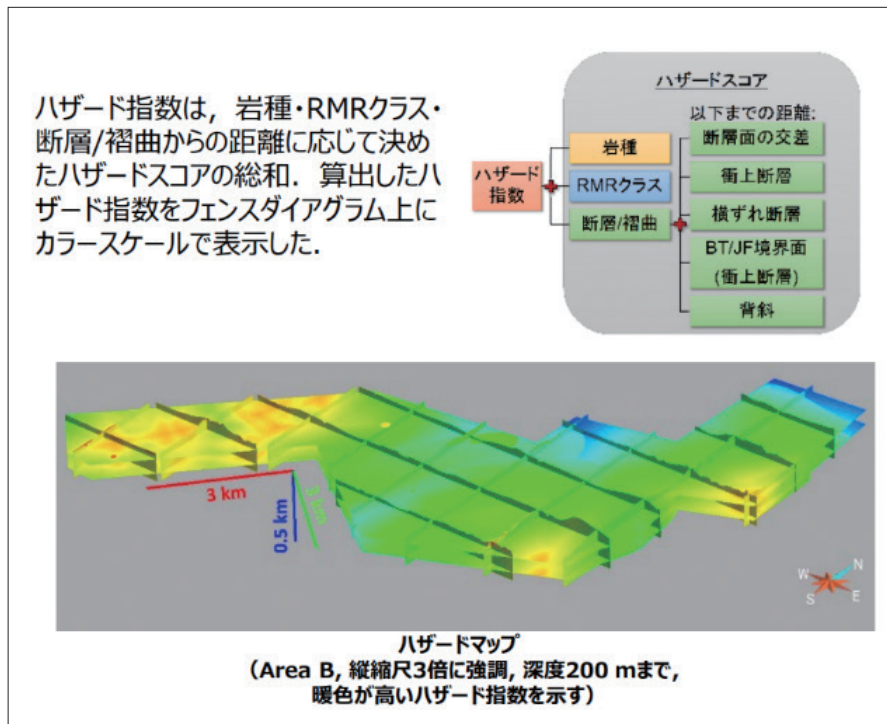 ハザード指数は，岩種・RMRクラス・
断層/褶曲からの距離に応じて決め
たハザードスコアの総和．算出したハ
ザード指数をフェンスダイアグラム上に
カラースケールで表示した．
ハザードスコア
以下までの距離:
ハザード
指数
岩種
RMRクラス
断層/褶曲
断層面の交差
衝上断層
横ずれ断層
BT/JF境界面
(衝上断層)
背斜
3 km
0.5 km
3 km
W
N
S
E
ハザードマップ
（Area B, 縦縮尺3倍に強調, 深度200 mまで,
暖色が高いハザード指数を示す）